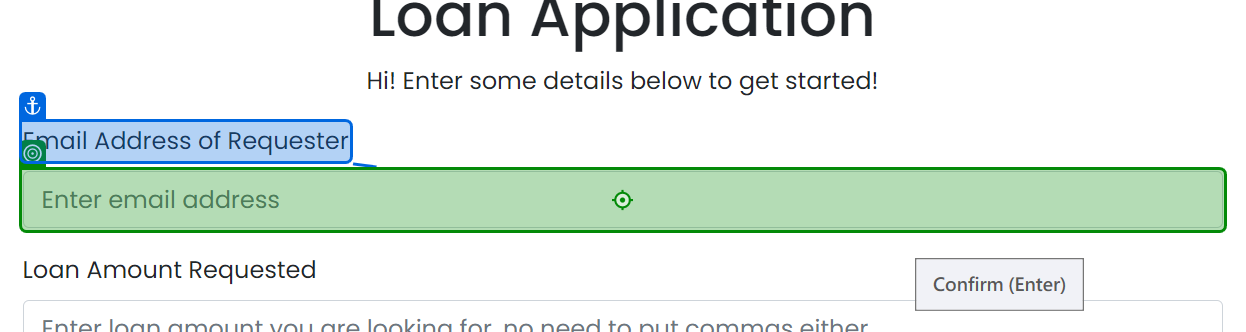 Loan Application
Hi! Enter some details below to get started!
Email Address of Requester
Enter email address
Loan Amount Requested
Confirm (Enter)
Enter loan amount you are looking for, no need to put commas either